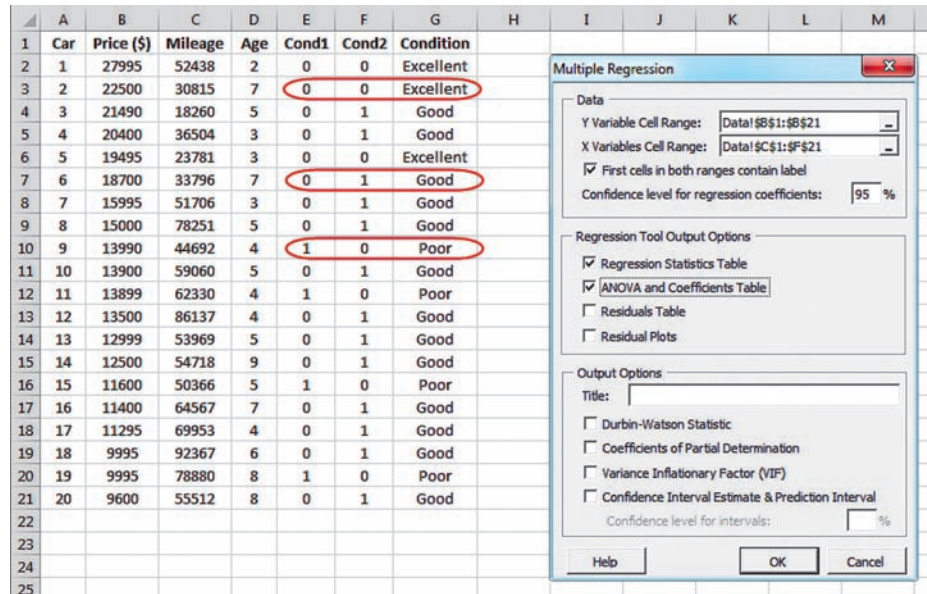 A B C D E F G H I J K L M
1 Car Price ($) Mileage Age Cond1 Cond2 Condition
2 1 27995 52438 2 0 0 Excellent
3 2 22500 30815 7 0 0 Excellent
4 3 21490 18260 5 0 1 Good
5 4 20400 36504 3 0 1 Good
6 5 19495 23781 3 0 0 Excellent
7 6 18700 33796 7 0 1 Good
8 7 15995 51706 3 0 1 Good
9 8 15000 78251 5 0 1 Good
10 9 13990 44692 4 1 0 Poor
11 10 13900 59060 5 0 1 Good
12 11 13899 62330 4 1 0 Poor
13 12 13500 86137 4 0 1 Good
14 13 12999 53969 5 0 1 Good
15 14 12500 54718 9 0 1 Good
16 15 11600 50366 5 1 0 Poor
17 16 11400 64567 7 0 1 Good
18 17 11295 69953 4 0 1 Good
19 18 9995 92367 6 0 1 Good
20 19 9995 78880 8 1 0 Poor
21 20 9600 55512 8 0 1 Good
22
23
24
25
Multiple Regression
Data
Y Variable Cell Range: Data!$B$1:$B$21
X Variables Cell Range: Data!$C$1:$F$21
First cells in both ranges contain label
Confidence level for regression coefficients: 95 %
Regression Tool Output Options
Regression Statistics Table
ANOVA and Coefficients Table
Residuals Table
Residual Plots
Output Options
Title:
Durbin-Watson Statistic
Coefficients of Partial Determination
Variance Inflationary Factor (VIF)
Confidence Interval Estimate & Prediction Interval
Confidence level for intervals: %
Help OK Cancel